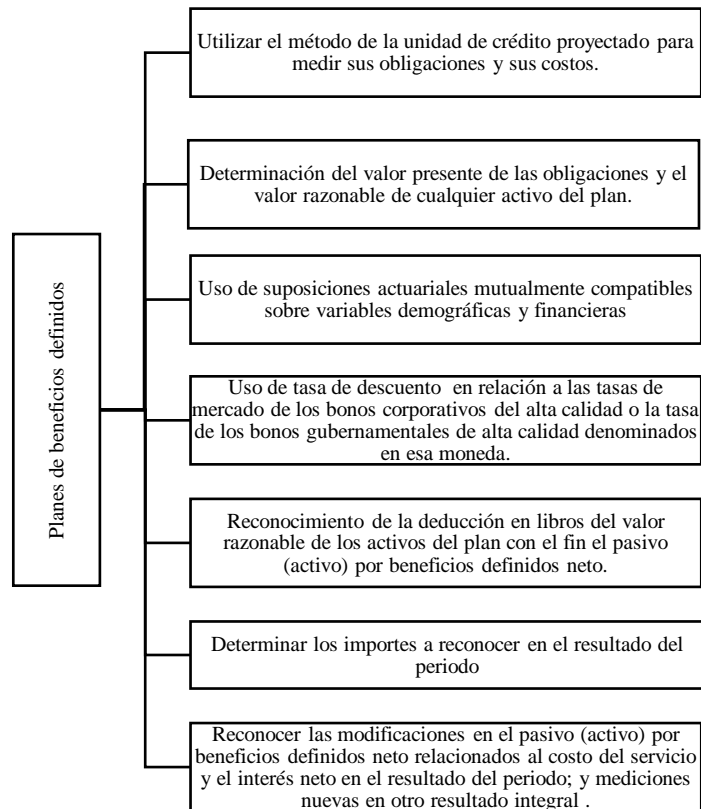 Utilizar el método de la unidad de crédito proyectado para
medir sus obligaciones y sus costos.
Determinación del valor presente de las obligaciones y el
valor razonable de cualquier activo del plan.
Planes de beneficios definidos
Uso de suposiciones actuariales mutualmente compatibles
sobre variables demográficas y financieras
Uso de tasa de descuento en relación a las tasas de
mercado de los bonos corporativos del alta calidad o la tasa
de los bonos gubernamentales de alta calidad denominados
en esa moneda.
Reconocimiento de la deducción en libros del valor
razonable de los activos del plan con el fin el pasivo
(activo) por beneficios definidos neto.
Determinar los importes a reconocer en el resultado del
periodo
Reconocer las modificaciones en el pasivo (activo) por
beneficios definidos neto relacionados al costo del servicio
y el interés neto en el resultado del periodo; y mediciones
nuevas en otro resultado integral .